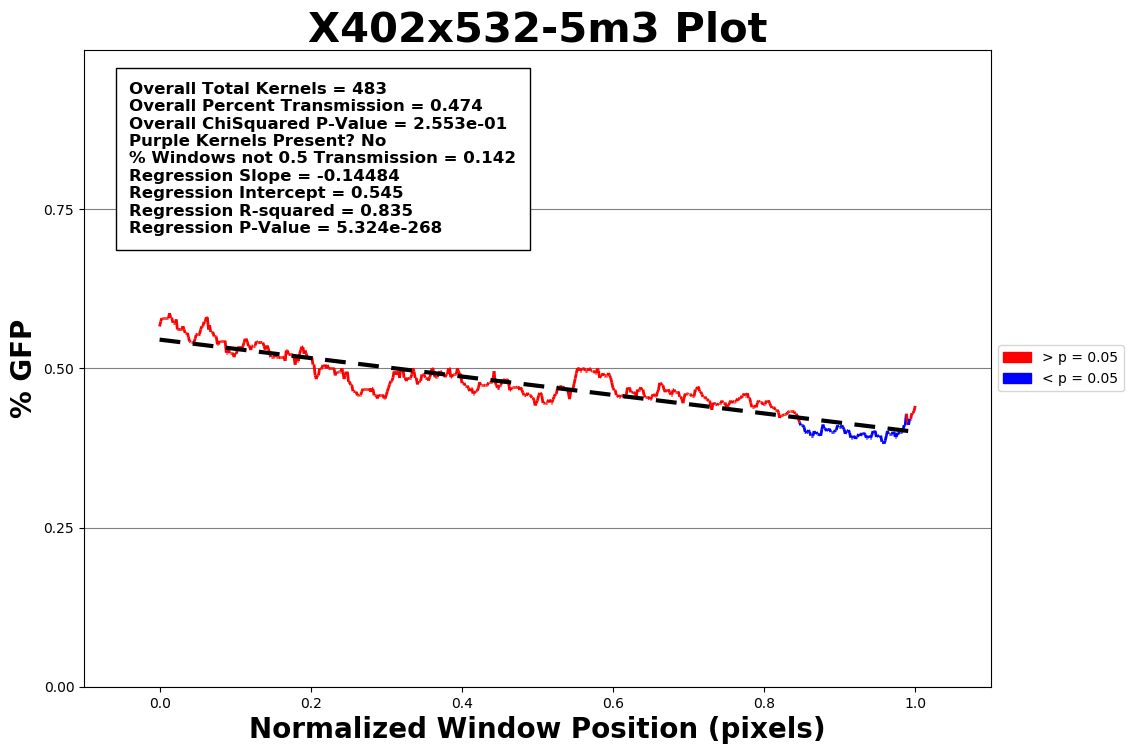 X402x532-5m3 Plot
Overall Total Kernels = 483
Overall Percent Transmission = 0.474
Overall ChiSquared P-Value = 2.553e-01
Purple Kernels Present? No
% Windows not 0.5 Transmission = 0.142
Regression Slope = -0.14484
Regression Intercept = 0.545
Regression R-squared = 0.835
Regression P-Value = 5.324e-268
% GFP
0.75
0.50
0.25
0.00
> p = 0.05
< p = 0.05
0.0 0.2 0.4 0.6 0.8 1.0
Normalized Window Position (pixels)